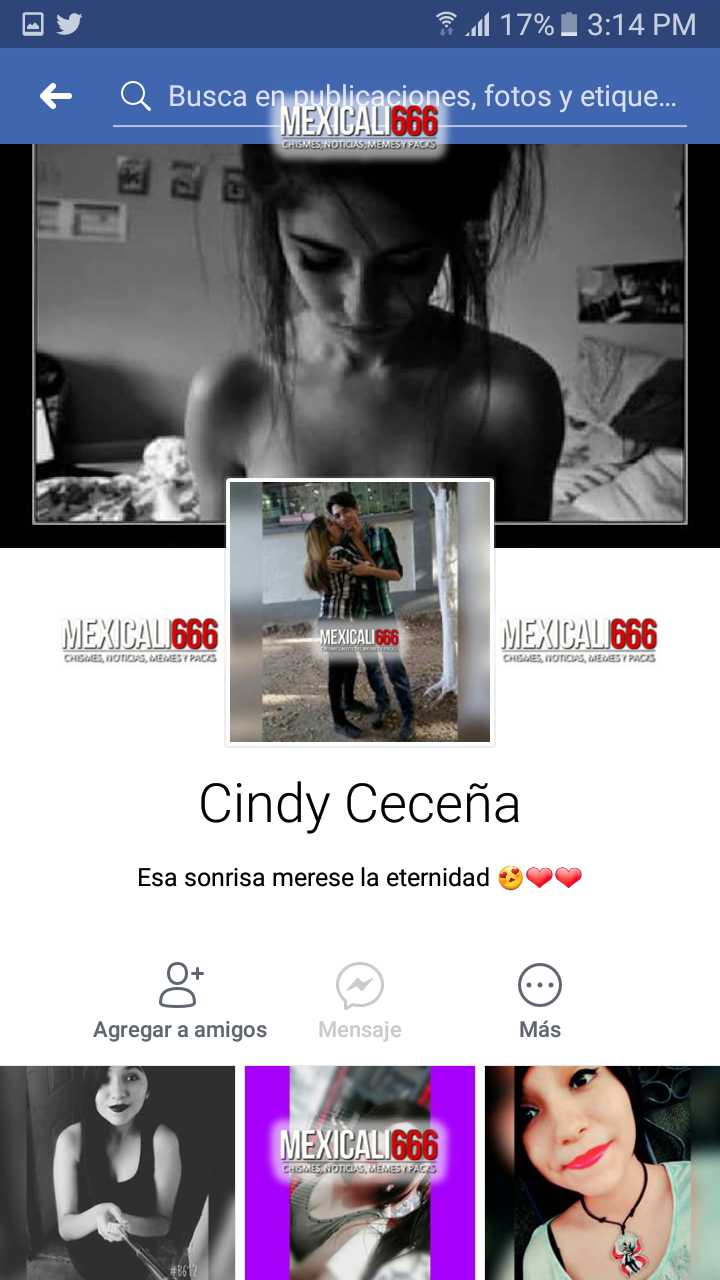 17% 3:14 PM
Busca en publicaciones, fotos y etique...
MEXICALI666
CHISMES, NOTICIAS, MEMES Y PACKS
MEXICALI666
CHISMES, NOTICIAS, MEMES Y PACKS
MEXICALI666
CHISMES, NOTICIAS, MEMES Y PACKS
MEXICALI666
CHISMES, NOTICIAS, MEMES Y PACKS
Cindy Ceceña
Esa sonrisa merese la eternidad 😍❤❤
Agregar a amigos
Mensaje
Más
MEXICALI666
CHISMES, NOTICIAS, MEMES Y PACKS
#B612